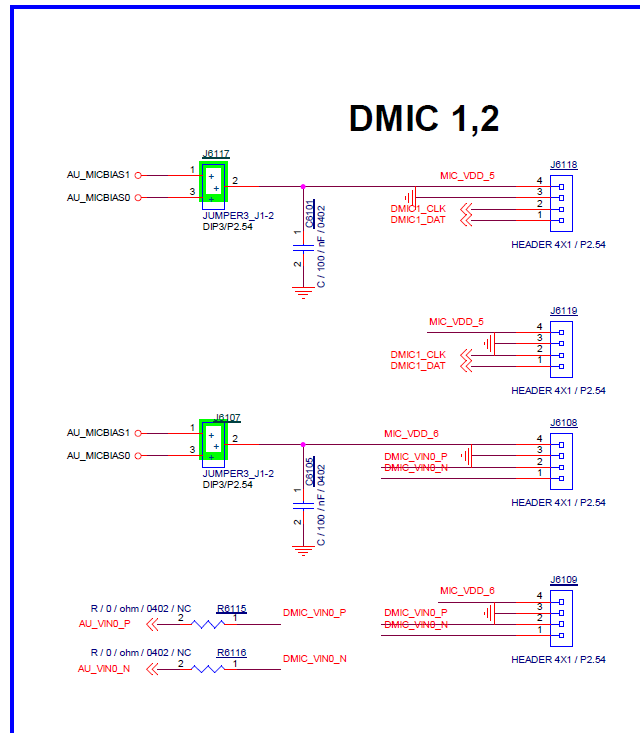 DMIC 1,2
J6117
AU_MICBIAS1
1
2
AU_MICBIAS0
3
JUMPER3_J1-2
DIP3/P2.54
C6101
1
2
C / 100 / nF / 0402
J6118
MIC_VDD_5
4
3
DMIC1_CLK
2
DMIC1_DAT
1
HEADER 4X1 / P2.54
J6119
MIC_VDD_5
4
3
DMIC1_CLK
2
DMIC1_DAT
1
HEADER 4X1 / P2.54
J6107
AU_MICBIAS1
1
2
AU_MICBIAS0
3
JUMPER3_J1-2
DIP3/P2.54
C6105
1
2
C / 100 / nF / 0402
J6108
MIC_VDD_6
4
3
DMIC_VIN0_P
2
DMIC_VIN0_N
1
HEADER 4X1 / P2.54
J6109
MIC_VDD_6
4
3
DMIC_VIN0_P
2
DMIC_VIN0_N
1
HEADER 4X1 / P2.54
R / 0 / ohm / 0402 / NC
R6115
AU_VIN0_P
2
1
DMIC_VIN0_P
R / 0 / ohm / 0402 / NC
R6116
AU_VIN0_N
2
1
DMIC_VIN0_N